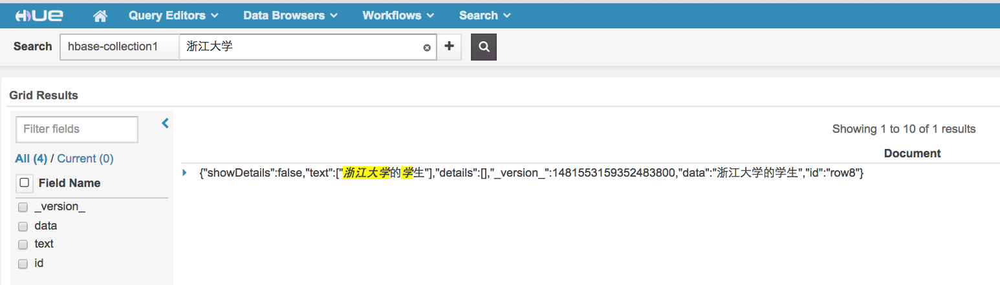 HUE Query Editors Data Browsers Workflows Search
Search hbase-collection1 浙江大学
Grid Results
Filter fields
Showing 1 to 10 of 1 results
All (4) / Current (0)
Document
{"showDetails":false,"text":["浙江大学的学生"],"details":[],"_version_":1481553159352483800,"data":"浙江大学的学生","id":"row8"}
Field Name
_version_
data
text
id